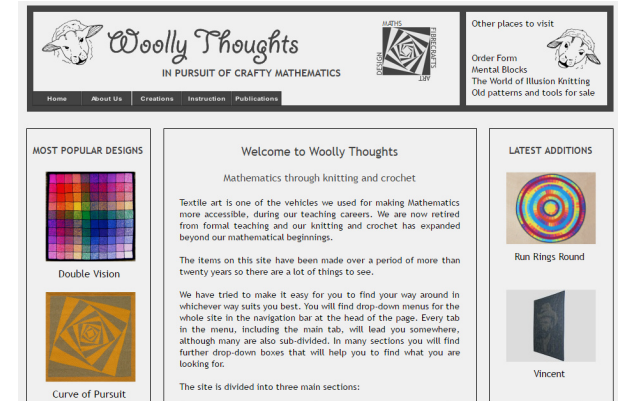 Woolly Thoughts
IN PURSUIT OF CRAFTY MATHEMATICS
MATHS
FIBRECRAFTS
ART
DESIGN
Other places to visit
Order Form
Mental Blocks
The World of Illusion Knitting
Old patterns and tools for sale
Home About Us Creations Instruction Publications
MOST POPULAR DESIGNS
Double Vision
Curve of Pursuit
Welcome to Woolly Thoughts
Mathematics through knitting and crochet
Textile art is one of the vehicles we used for making Mathematics
more accessible, during our teaching careers. We are now retired
from formal teaching and our knitting and crochet has expanded
beyond our mathematical beginnings.
The items on this site have been made over a period of more than
twenty years so there are a lot of things to see.
We have tried to make it easy for you to find your way around in
whichever way suits you best. You will find drop-down menus for the
whole site in the navigation bar at the head of the page. Every tab
in the menu, including the main tab, will lead you somewhere,
although many are also sub-divided. In many sections you will find
further drop-down boxes that will help you to find what you are
looking for.
The site is divided into three main sections:
LATEST ADDITIONS
Run Rings Round
Vincent